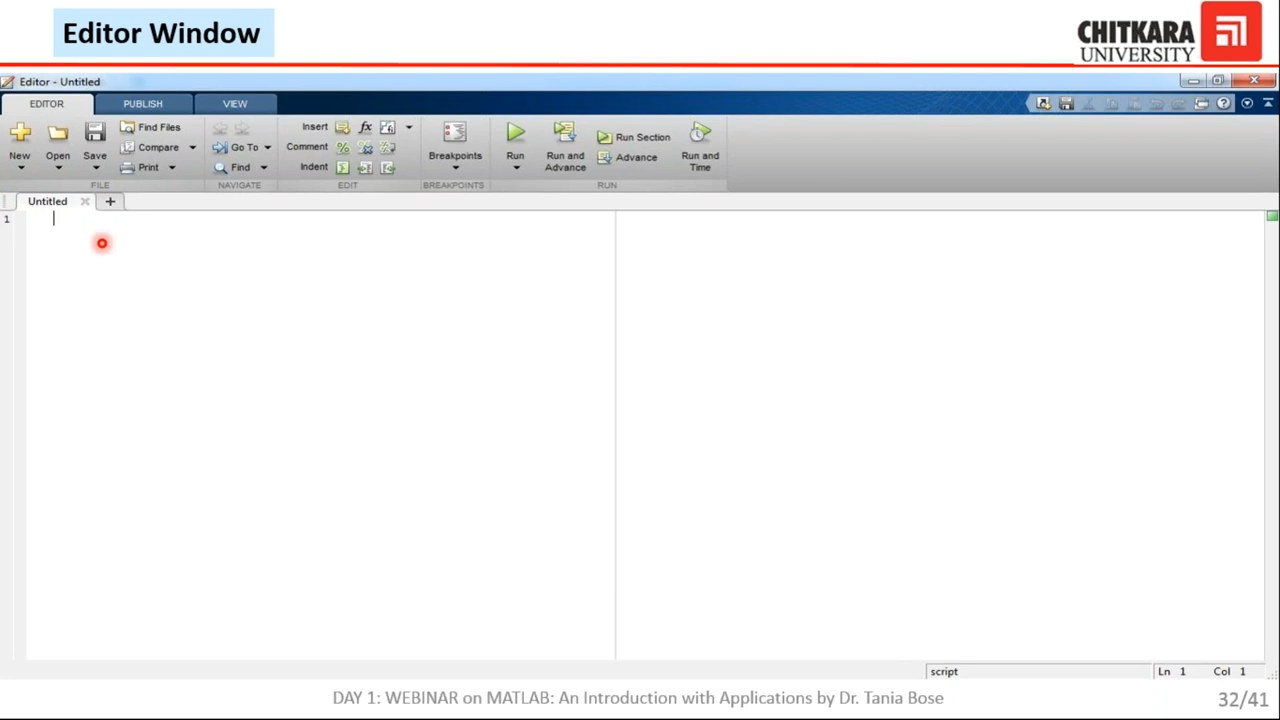 Editor Window
CHITKARA
UNIVERSITY
Editor - Untitled
EDITOR PUBLISH VIEW
New
Open
Save
Find Files
Compare
Print
FILE
Go To
Find
NAVIGATE
Insert fx
Comment %
Indent
EDIT
Breakpoints
BREAKPOINTS
Run
Run and
Advance
Run Section
Advance
Run and
Time
RUN
Untitled
1
script Ln 1 Col 1
DAY 1: WEBINAR on MATLAB: An Introduction with Applications by Dr. Tania Bose
32/41